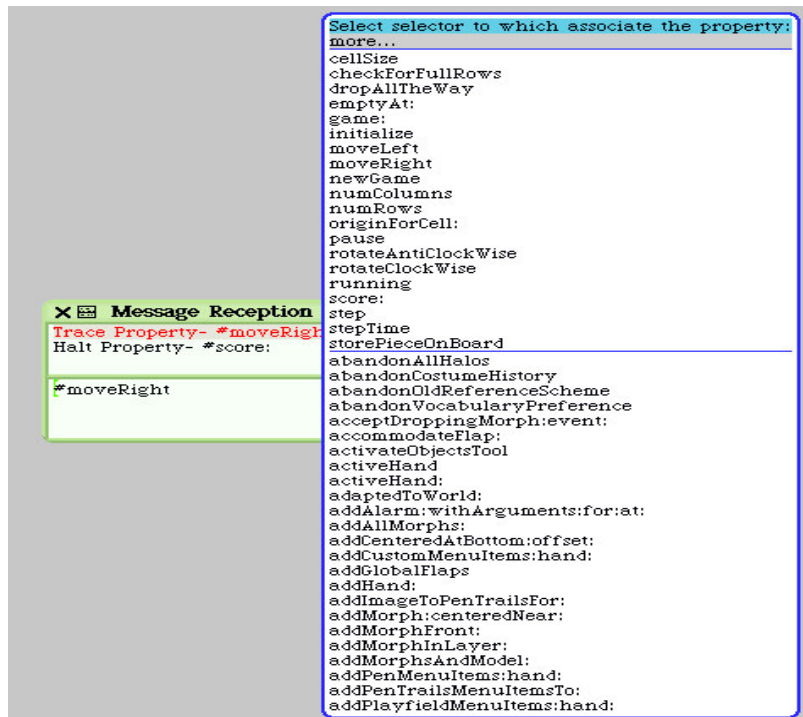 Select selector to which associate the property:
more...
cellSize
checkForFullRows
dropAllTheWay
emptyAt:
game:
initialize
moveLeft
moveRight
newGame
numColumns
numRows
originForCell:
pause
rotateAntiClockWise
rotateClockWise
running
score:
step
stepTime
storePieceOnBoard
abandonAllHalos
abandonCostumeHistory
abandonOldReferenceScheme
abandonVocabularyPreference
acceptDroppingMorph:event:
accommodateFlap:
activateObjectsTool
activeHand
activeHand:
adaptedToWorld:
addAlarm:withArguments:for:at:
addAllMorphs:
addCenteredAtBottom:offset:
addCustomMenuItems:hand:
addGlobalFlaps
addHand:
addImageToPenTrailsFor:
addMorph:centeredNear:
addMorphFront:
addMorphInLayer:
addMorphsAndModel:
addPenMenuItems:hand:
addPenTrailsMenuItemsTo:
addPlayfieldMenuItems:hand:
Message Reception
Trace Property- #moveRigh
Halt Property- #score:
#moveRight